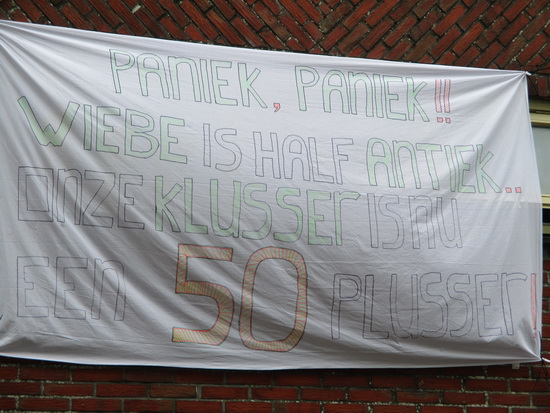 PANIEK, PANIEK!!
WIEBE IS HALF ANTIEK..
ONZE KLUSSER IS NU
EEN 50 PLUSSER!